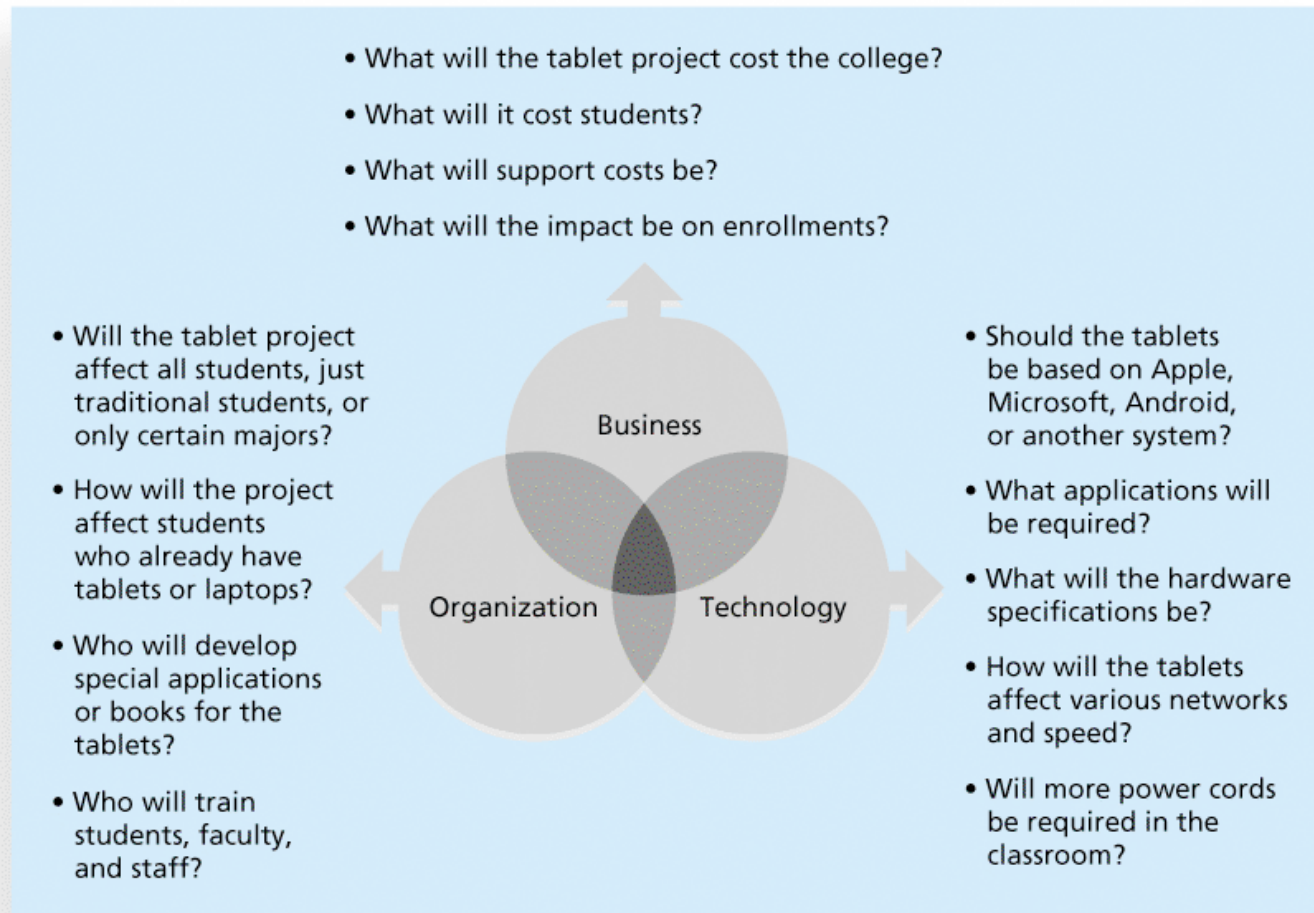 • What will the tablet project cost the college?
• What will it cost students?
• What will support costs be?
• What will the impact be on enrollments?
• Will the tablet project
affect all students, just
traditional students, or
only certain majors?
• How will the project
affect students
who already have
tablets or laptops?
• Who will develop
special applications
or books for the
tablets?
• Who will train
students, faculty,
and staff?
Business
Organization
Technology
• Should the tablets
be based on Apple,
Microsoft, Android,
or another system?
• What applications will
be required?
• What will the hardware
specifications be?
• How will the tablets
affect various networks
and speed?
• Will more power cords
be required in the
classroom?